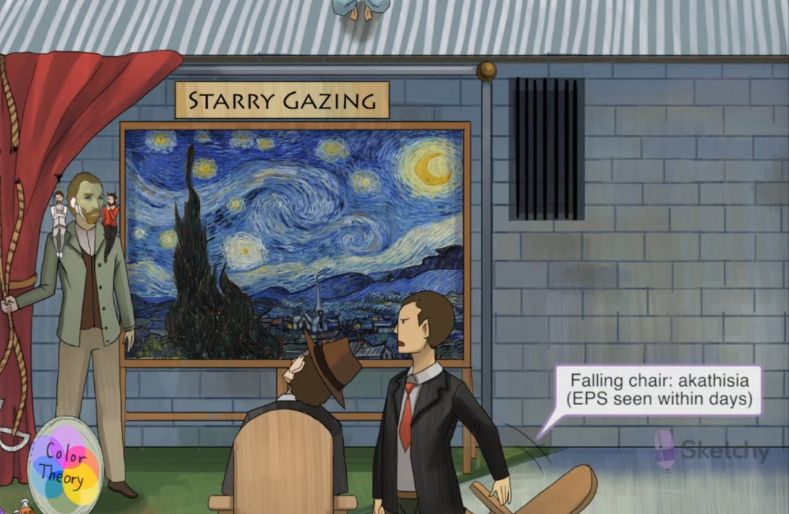 STARRY GAZING
Falling chair: akathisia
(EPS seen within days)
Sketchy
Color
Theory